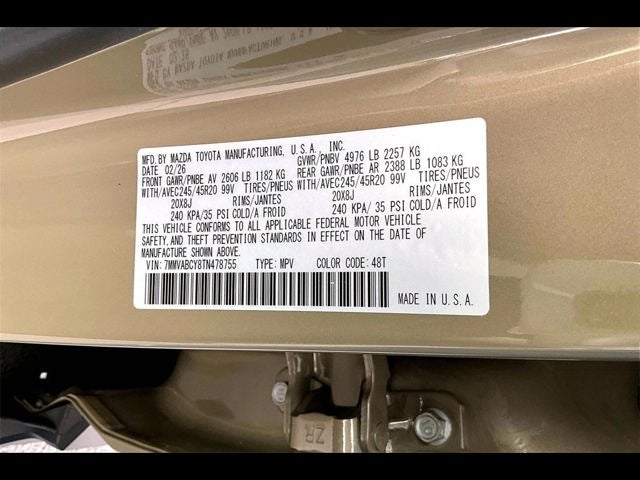 MFD. BY MAZDA TOYOTA MANUFACTURING, U.S.A., INC.
DATE: 02/26 GVWR/PNBV 4976 LB 2257 KG
FRONT GAWR/PNBE AV 2606 LB 1182 KG REAR GAWR/PNBE AR 2388 LB 1083 KG
WITH/AVEC245/45R20 99V TIRES/PNEUS WITH/AVEC245/45R20 99V TIRES/PNEUS
20X8J RIMS/JANTES 20X8J RIMS/JANTES
240 KPA/35 PSI COLD/A FROID 240 KPA/ 35 PSI COLD/A FROID
THIS VEHICLE CONFORMS TO ALL APPLICABLE FEDERAL MOTOR VEHICLE
SAFETY,AND THEFT PREVENTION STANDARDS IN EFFECT ON THE DATE OF
MANUFACTURE SHOWN ABOVE.
VIN: 7MMVABCY8TN478755 TYPE: MPV COLOR CODE: 48T
MADE IN U.S.A.
ZR